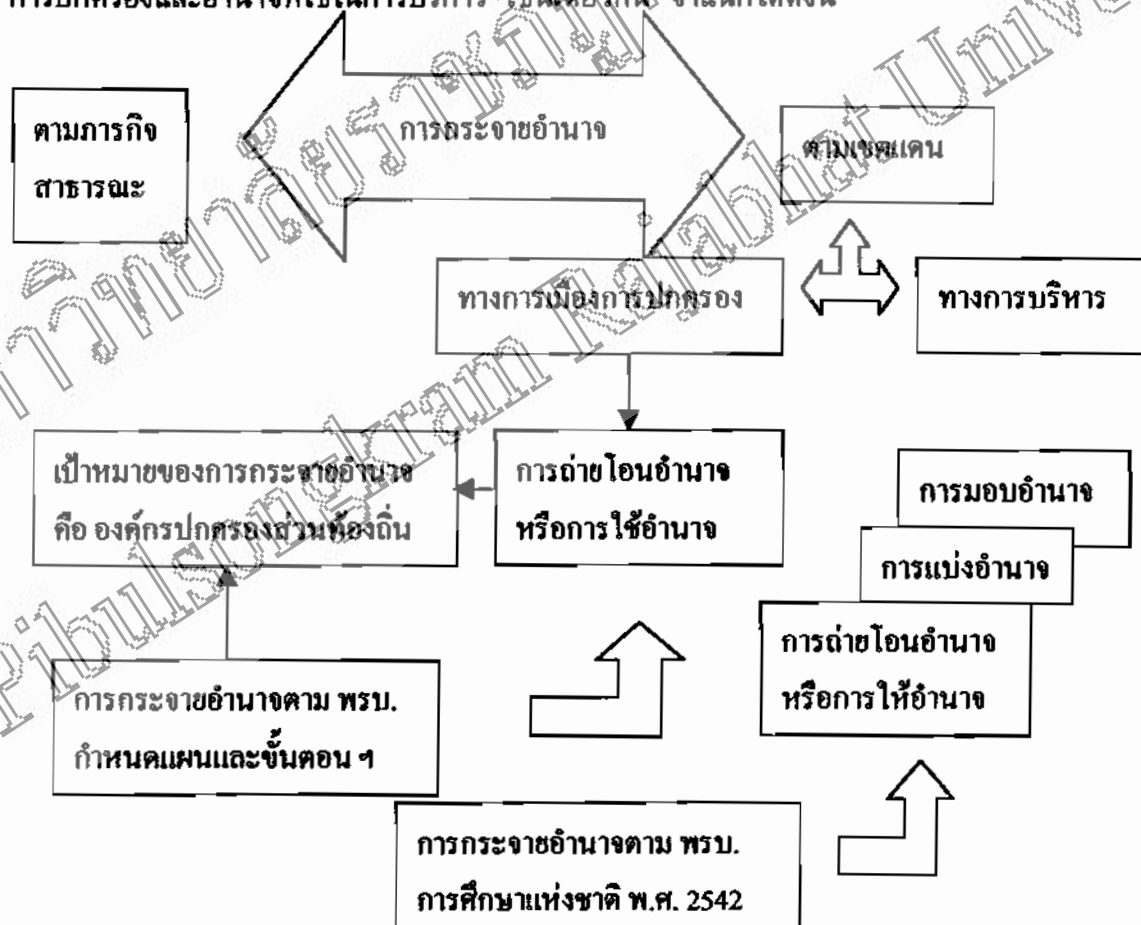 การกระจายอำนาจ
ตามภารกิจ
สาธารณะ
ตามเขตแดน
ทางการเมืองการปกครอง
ทางการบริหาร
เป้าหมายของการกระจายอำนาจ
คือ องค์กรปกครองส่วนท้องถิ่น
การถ่ายโอนอำนาจ
หรือการใช้อำนาจ
การมอบอำนาจ
การแบ่งอำนาจ
การถ่ายโอนอำนาจ
หรือการให้อำนาจ
การกระจายอำนาจตาม พรบ.
กำหนดแผนและขั้นตอน ฯ
การกระจายอำนาจตาม พรบ.
การศึกษาแห่งชาติ พ.ศ. 2542
Pibulsongkram Rajabhat Unive